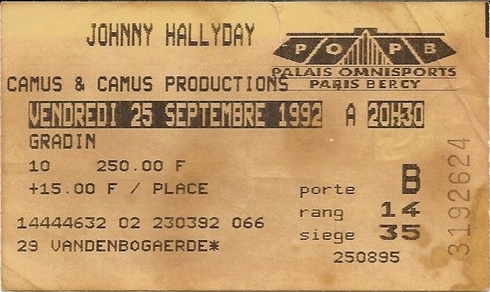 JOHNNY HALLYDAY
POPB
PALAIS OMNISPORTS
PARIS BERCY
CAMUS & CAMUS PRODUCTIONS
VENDREDI 25 SEPTEMBRE 1992 A 20H30
GRADIN
10 250.00 F
+15.00 F / PLACE
porte B
rang 14
siege 35
14444632 02 230392 066
29 VANDENBOGAERDE*
250895
3192624